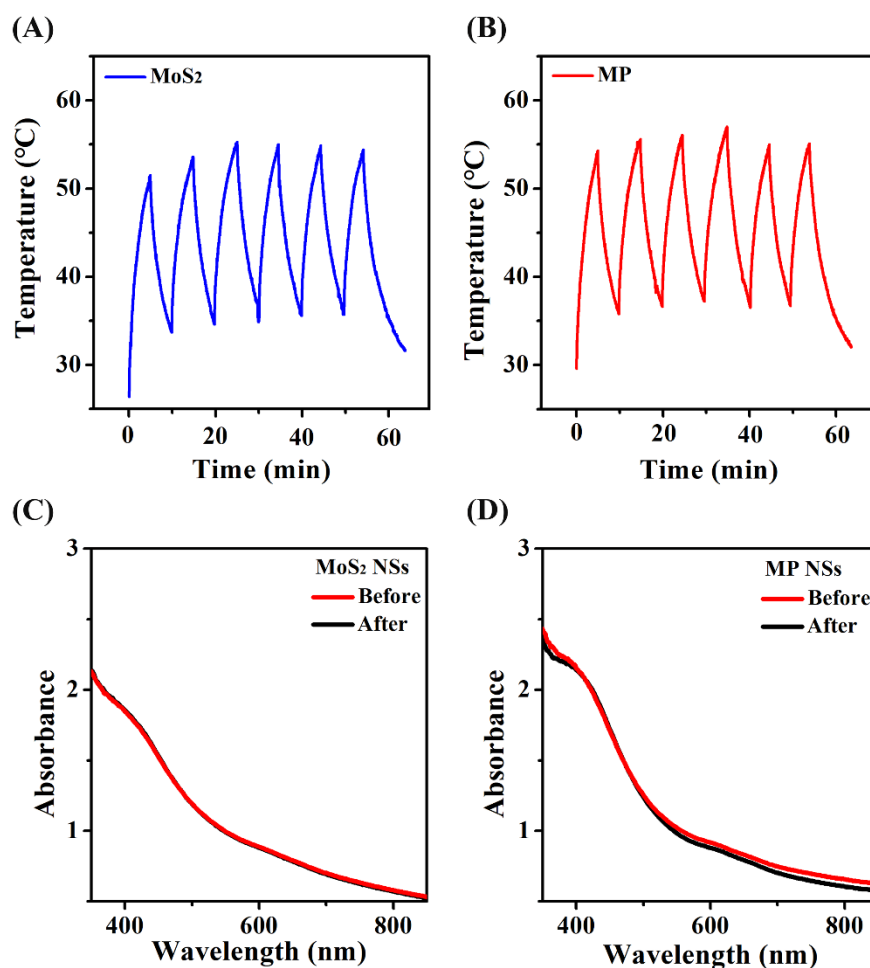 (A)
MoS₂
Temperature (°C)
60
50
40
30
0
20
40
60
Time (min)
(B)
MP
Temperature (°C)
60
50
40
30
0
20
40
60
Time (min)
(C)
MoS₂ NSs
Before
After
Absorbance
3
2
1
400
600
800
Wavelength (nm)
(D)
MP NSs
Before
After
Absorbance
3
2
1
400
600
800
Wavelength (nm)